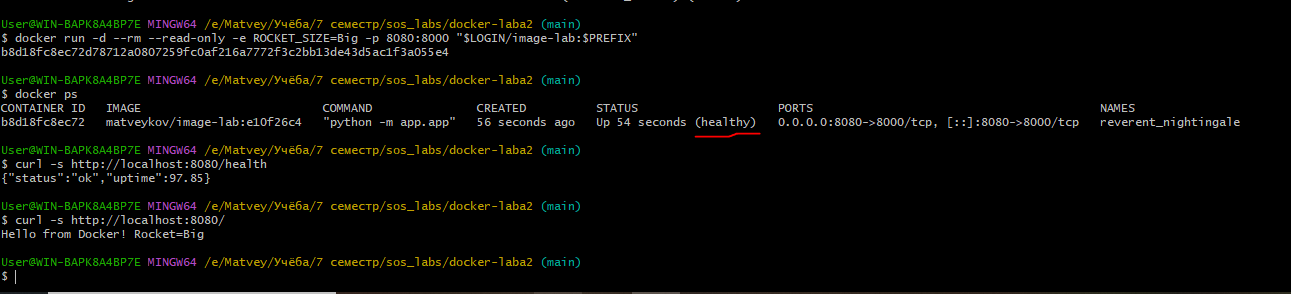 User@WIN-BAPK8A4BP7E MINGW64 /e/Matvey/Учёба/7 семестр/sos_labs/docker-laba2 (main)
$ docker run -d --rm --read-only -e ROCKET_SIZE=Big -p 8080:8000 "$LOGIN/image-lab:$PREFIX"
b8d18fc8ec72d78712a0807259fc0af216a7772f3c2bb13de43d5ac1f3a055e4
User@WIN-BAPK8A4BP7E MINGW64 /e/Matvey/Учёба/7 семестр/sos_labs/docker-laba2 (main)
$ docker ps
CONTAINER ID IMAGE COMMAND CREATED STATUS PORTS NAMES
b8d18fc8ec72 matveykov/image-lab:e10f26c4 "python -m app.app" 56 seconds ago Up 54 seconds (healthy) 0.0.0.0:8080->8000/tcp, [::]:8080->8000/tcp reverent_nightingale
User@WIN-BAPK8A4BP7E MINGW64 /e/Matvey/Учёба/7 семестр/sos_labs/docker-laba2 (main)
$ curl -s http://localhost:8080/health
{"status":"ok","uptime":97.85}
User@WIN-BAPK8A4BP7E MINGW64 /e/Matvey/Учёба/7 семестр/sos_labs/docker-laba2 (main)
$ curl -s http://localhost:8080/
Hello from Docker! Rocket=Big
User@WIN-BAPK8A4BP7E MINGW64 /e/Matvey/Учёба/7 семестр/sos_labs/docker-laba2 (main)
$